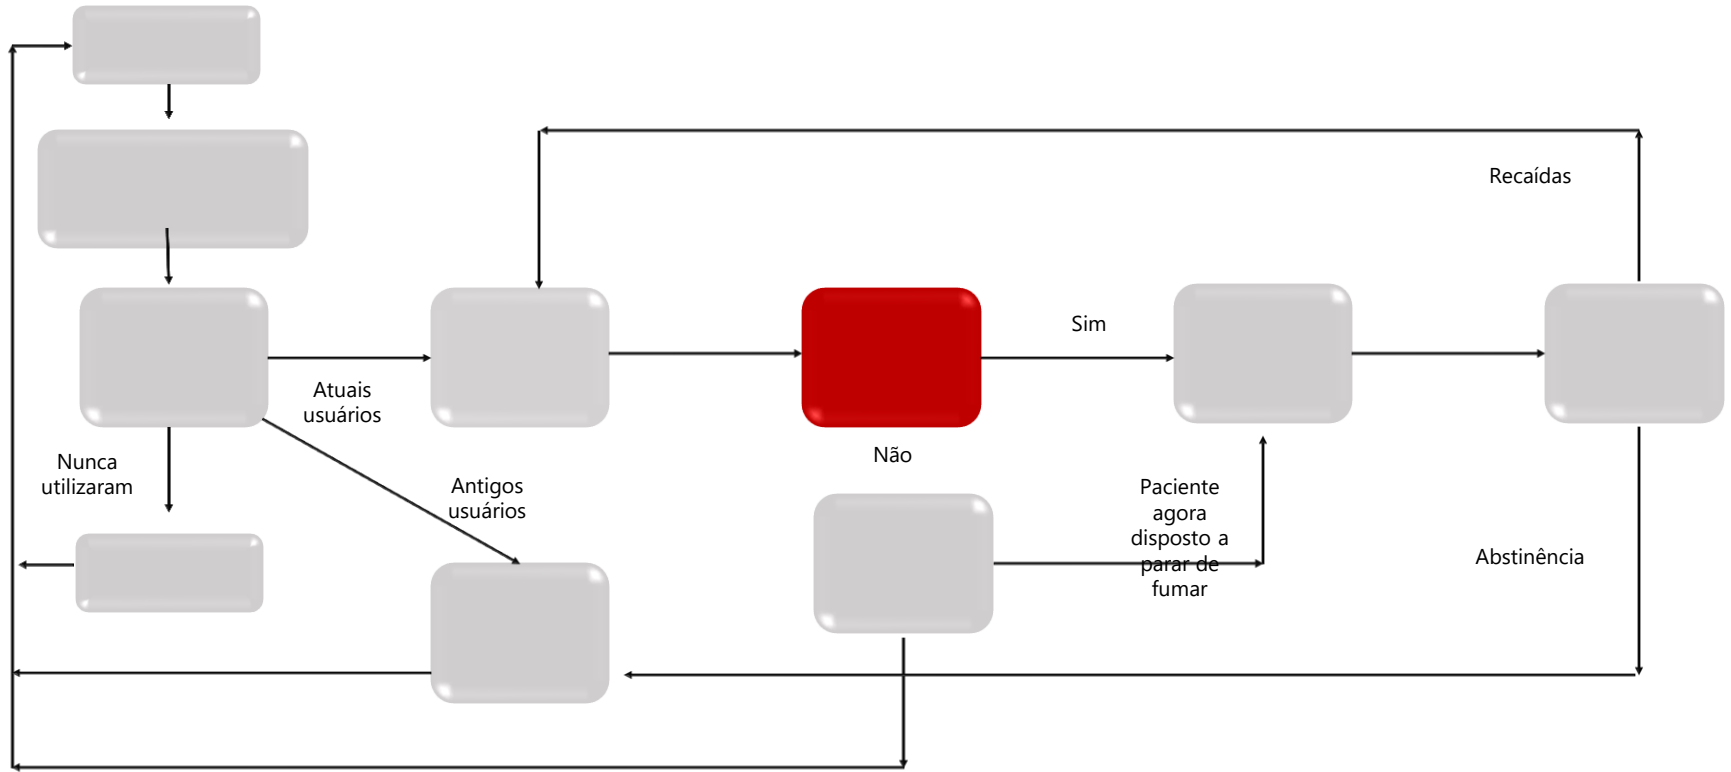 Recaídas
Sim
Atuais
usuários
Não
Nunca
utilizaram
Antigos
usuários
Paciente
agora
disposto a
parar de
fumar
Abstinência